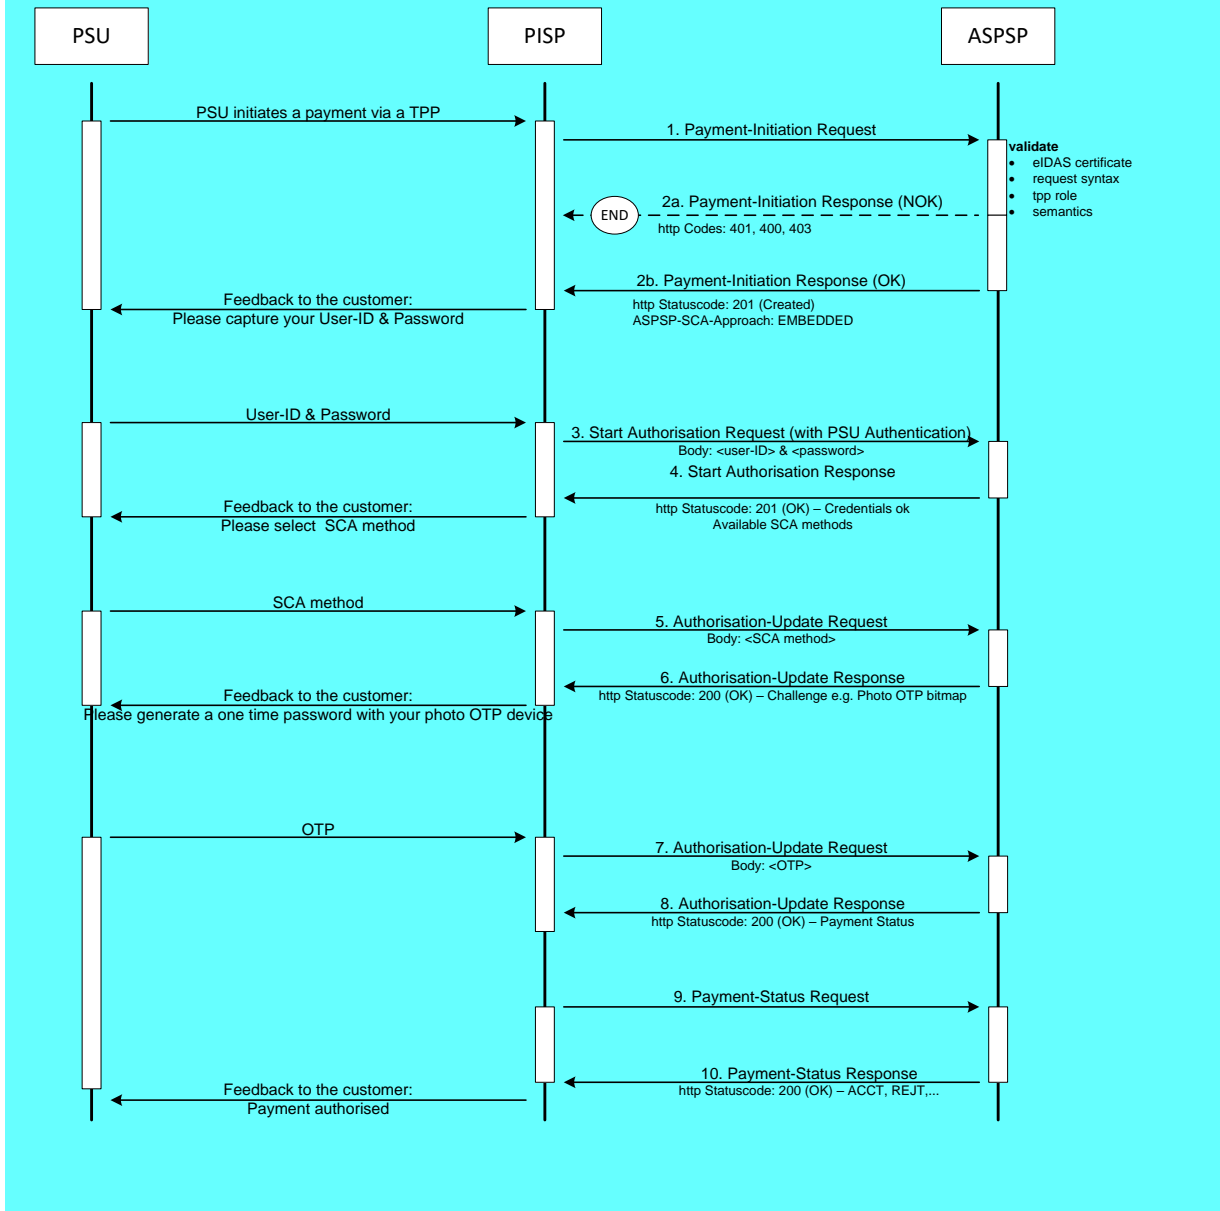 PSU
PISP
ASPSP
PSU initiates a payment via a TPP
1. Payment-Initiation Request
validate
• eIDAS certificate
• request syntax
• tpp role
• semantics
2a. Payment-Initiation Response (NOK)
END
http Codes: 401, 400, 403
2b. Payment-Initiation Response (OK)
http Statuscode: 201 (Created)
ASPSP-SCA-Approach: EMBEDDED
Feedback to the customer:
Please capture your User-ID & Password
User-ID & Password
3. Start Authorisation Request (with PSU Authentication)
Body: <user-ID> & <password>
4. Start Authorisation Response
http Statuscode: 201 (OK) – Credentials ok
Available SCA methods
Feedback to the customer:
Please select  SCA method
SCA method
5. Authorisation-Update Request
Body: <SCA method>
6. Authorisation-Update Response
http Statuscode: 200 (OK) – Challenge e.g. Photo OTP bitmap
Feedback to the customer:
Please generate a one time password with your photo OTP device
OTP
7. Authorisation-Update Request
Body: <OTP>
8. Authorisation-Update Response
http Statuscode: 200 (OK) – Payment Status
9. Payment-Status Request
10. Payment-Status Response
http Statuscode: 200 (OK) – ACCT, REJT,...
Feedback to the customer:
Payment authorised